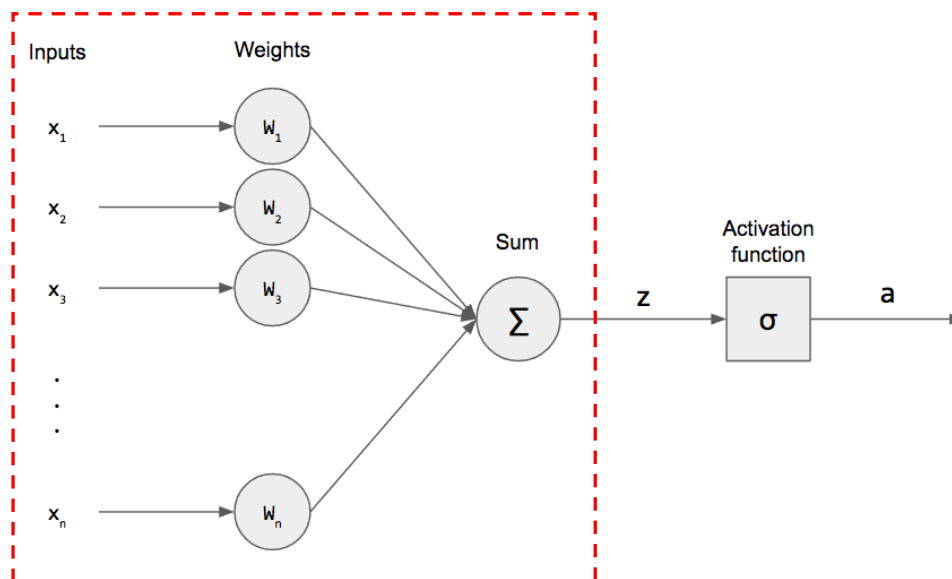 Inputs
Weights
x₁
W₁
x₂
W₂
Sum
Activation
function
x₃
W₃
Σ
z
σ
a
.
.
.
xₙ
Wₙ